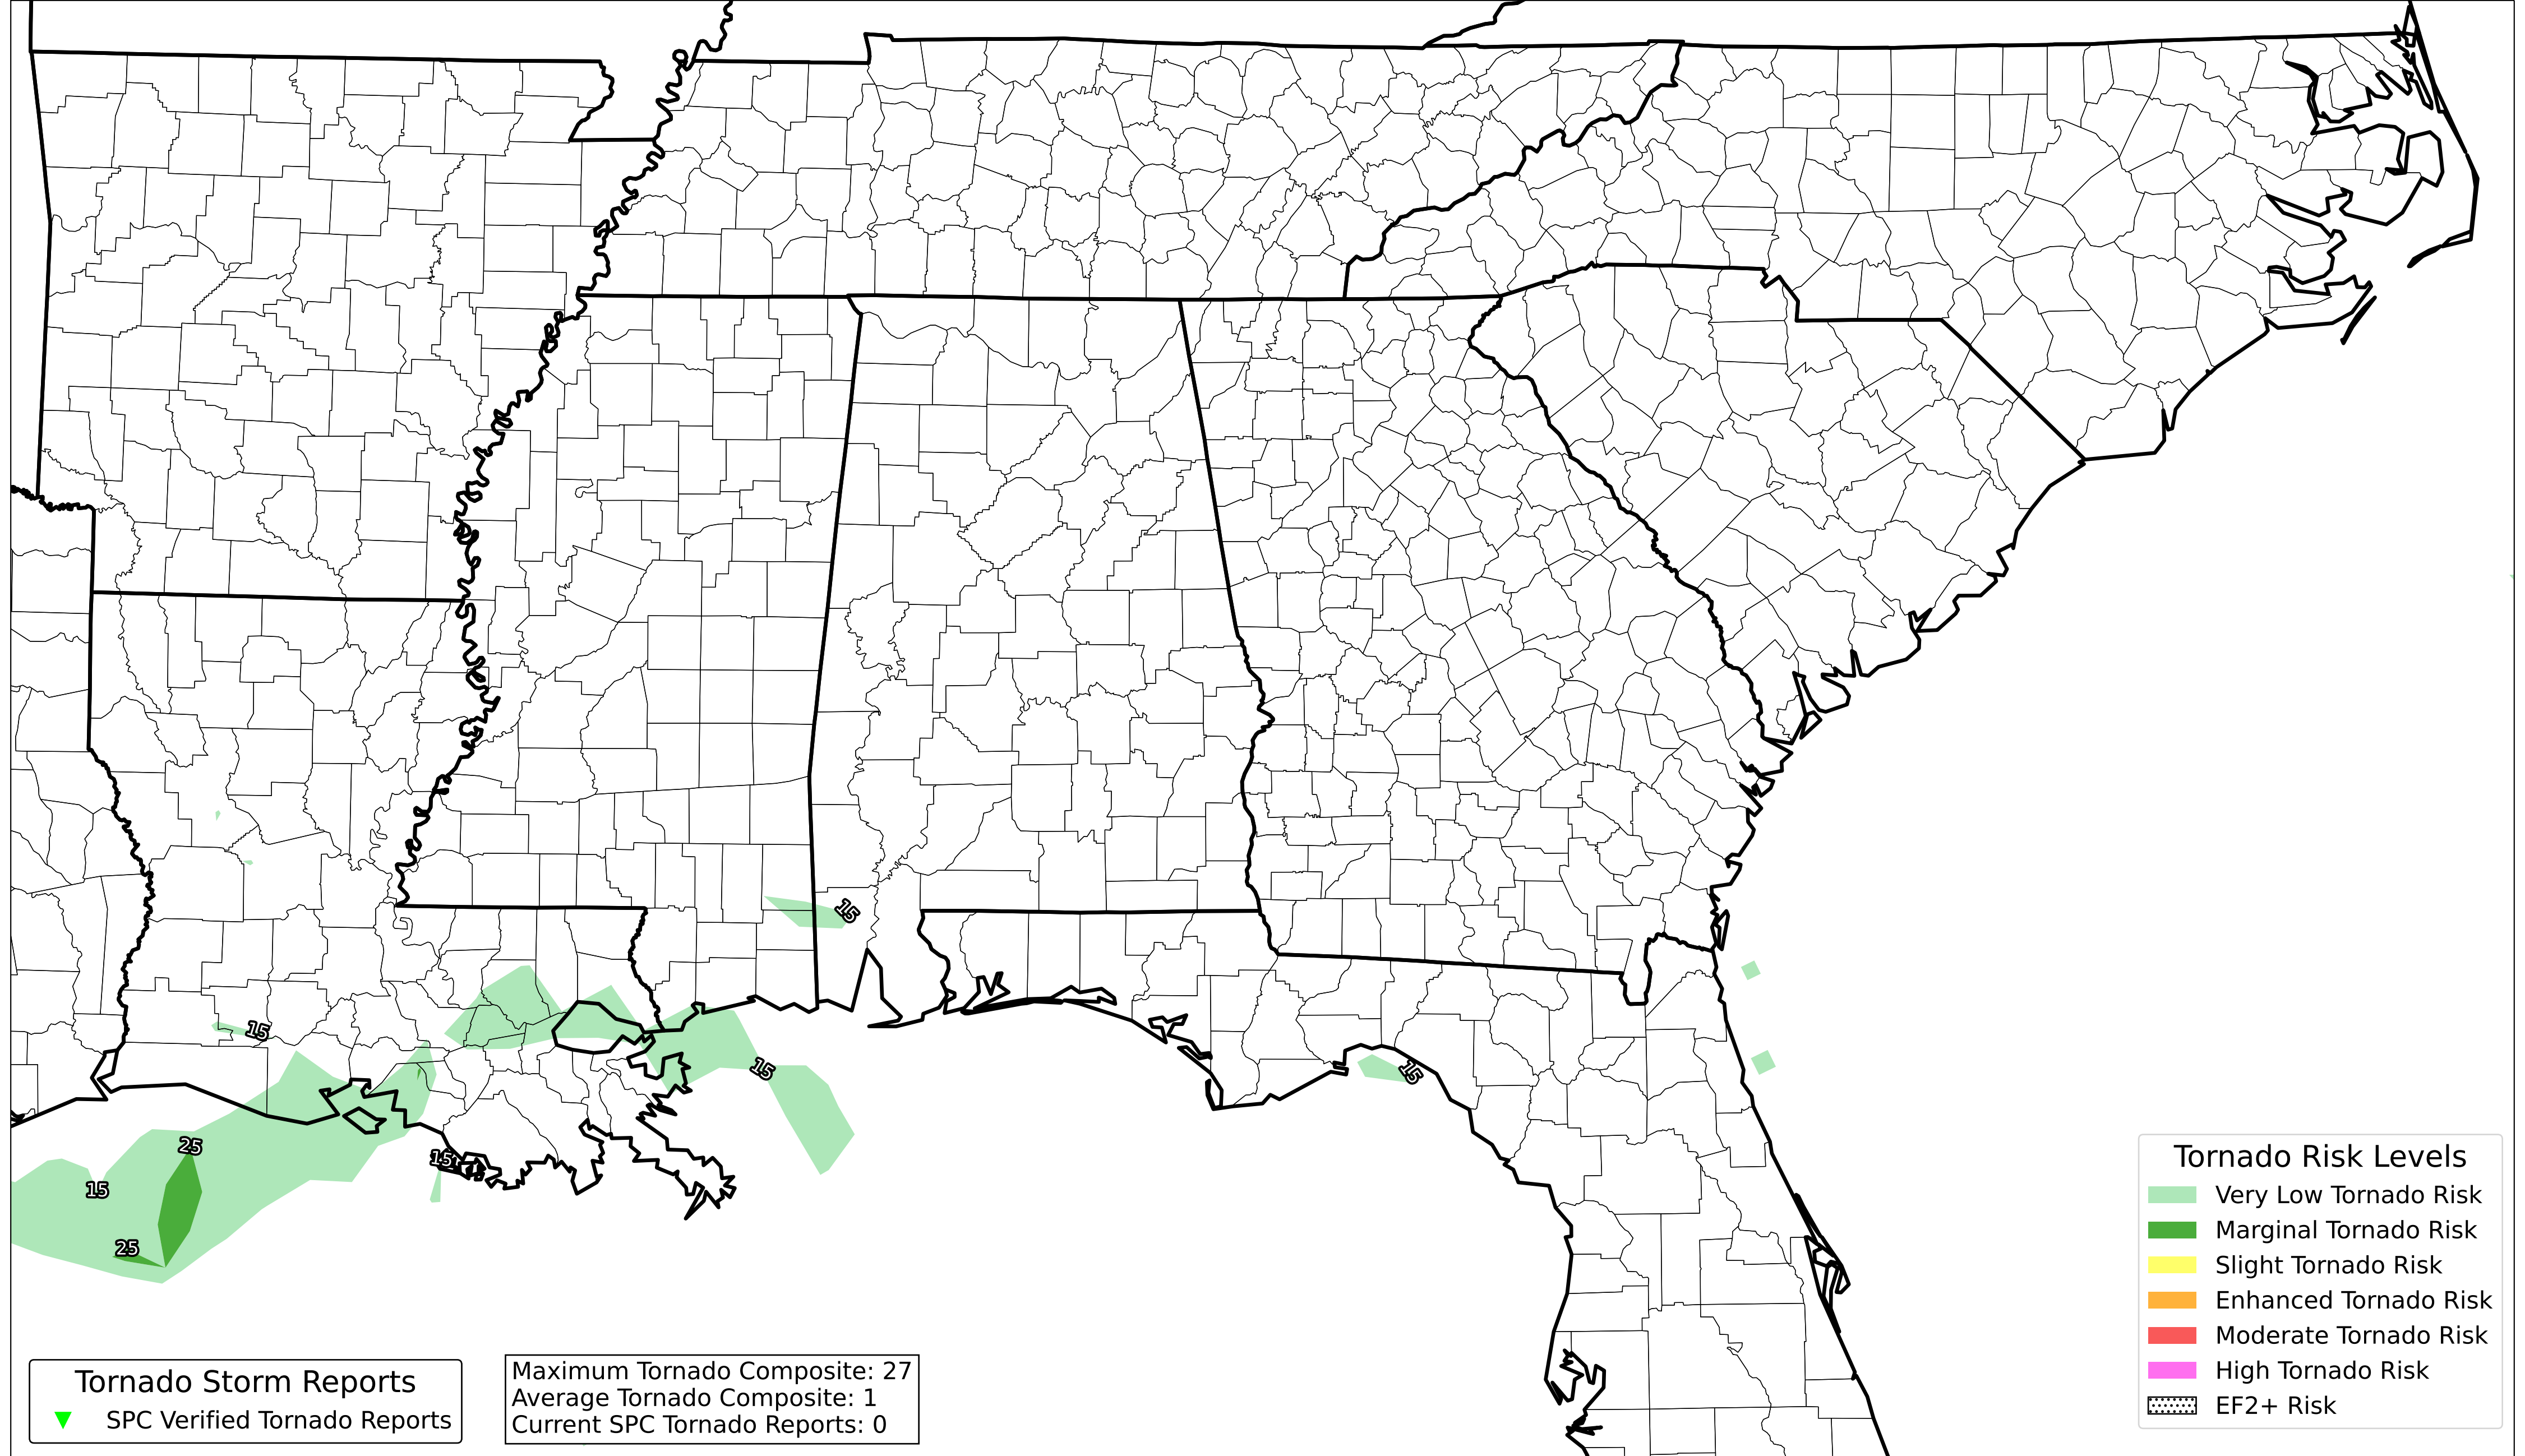 15
15
15
15
25
15
15
25
Tornado Risk Levels
Very Low Tornado Risk
Marginal Tornado Risk
Slight Tornado Risk
Enhanced Tornado Risk
Moderate Tornado Risk
High Tornado Risk
EF2+ Risk
Tornado Storm Reports
SPC Verified Tornado Reports
Maximum Tornado Composite: 27
Average Tornado Composite: 1
Current SPC Tornado Reports: 0